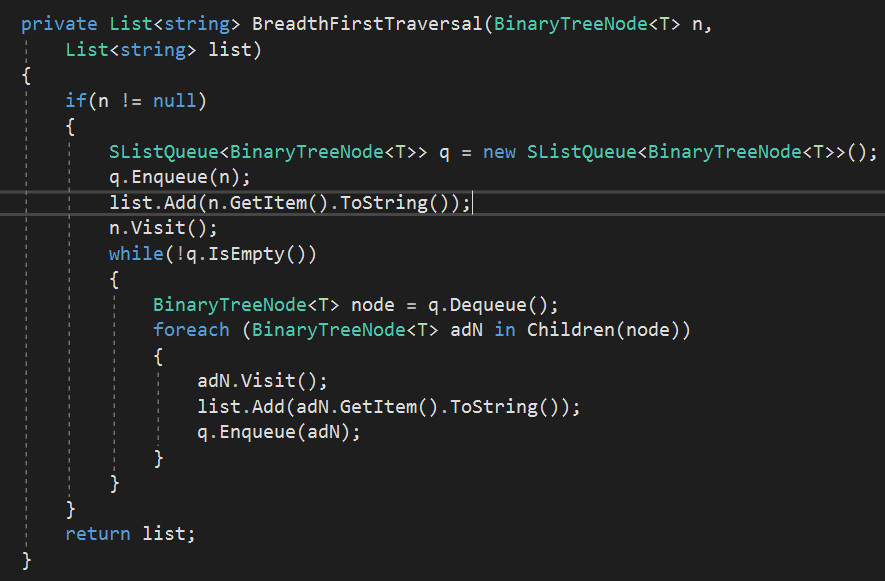 private List<string> BreadthFirstTraversal(BinaryTreeNode<T> n,
    List<string> list)
{
    if(n != null)
    {
        SListQueue<BinaryTreeNode<T>> q = new SListQueue<BinaryTreeNode<T>>();
        q.Enqueue(n);
        list.Add(n.GetItem().ToString());
        n.Visit();
        while(!q.IsEmpty())
        {
            BinaryTreeNode<T> node = q.Dequeue();
            foreach (BinaryTreeNode<T> adN in Children(node))
            {
                adN.Visit();
                list.Add(adN.GetItem().ToString());
                q.Enqueue(adN);
            }
        }
    }
    return list;
}